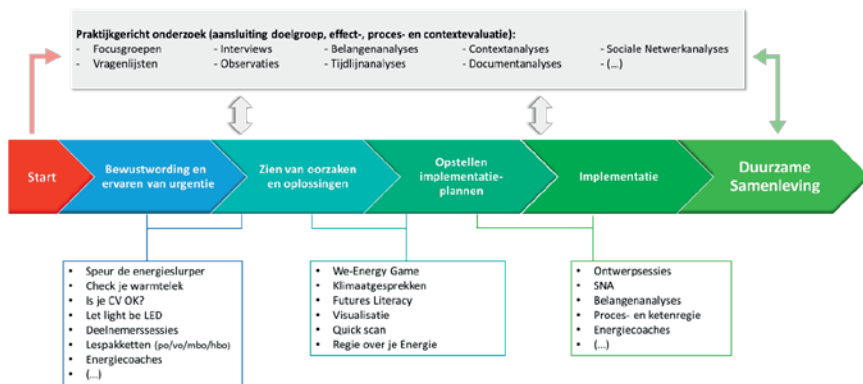 Praktijkgericht onderzoek (aansluiting doelgroep, effect-, proces- en contextevaluatie):
- Focusgroepen - Interviews - Belangenanalyses - Contextanalyses - Sociale Netwerkanalyses
- Vragenlijsten - Observaties - Tijdlijnanalyses - Documentanalyses - (...)
Start
Bewustwording en
ervaren van urgentie
Zien van oorzaken
en oplossingen
Opstellen
implementatie-
plannen
Implementatie
Duurzame
Samenleving
• Speur de energieslurper
• Check je warmtelek
• Is je CV OK?
• Let light be LED
• Deelnemerssessies
• Lespakketten (po/vo/mbo/hbo)
• Energiecoaches
• (...)
• We-Energy Game
• Klimaatgesprekken
• Futures Literacy
• Visualisatie
• Quick scan
• Regie over je Energie
• Ontwerpsessies
• SNA
• Belangenanalyses
• Proces- en ketenregie
• Energiecoaches
• (...)